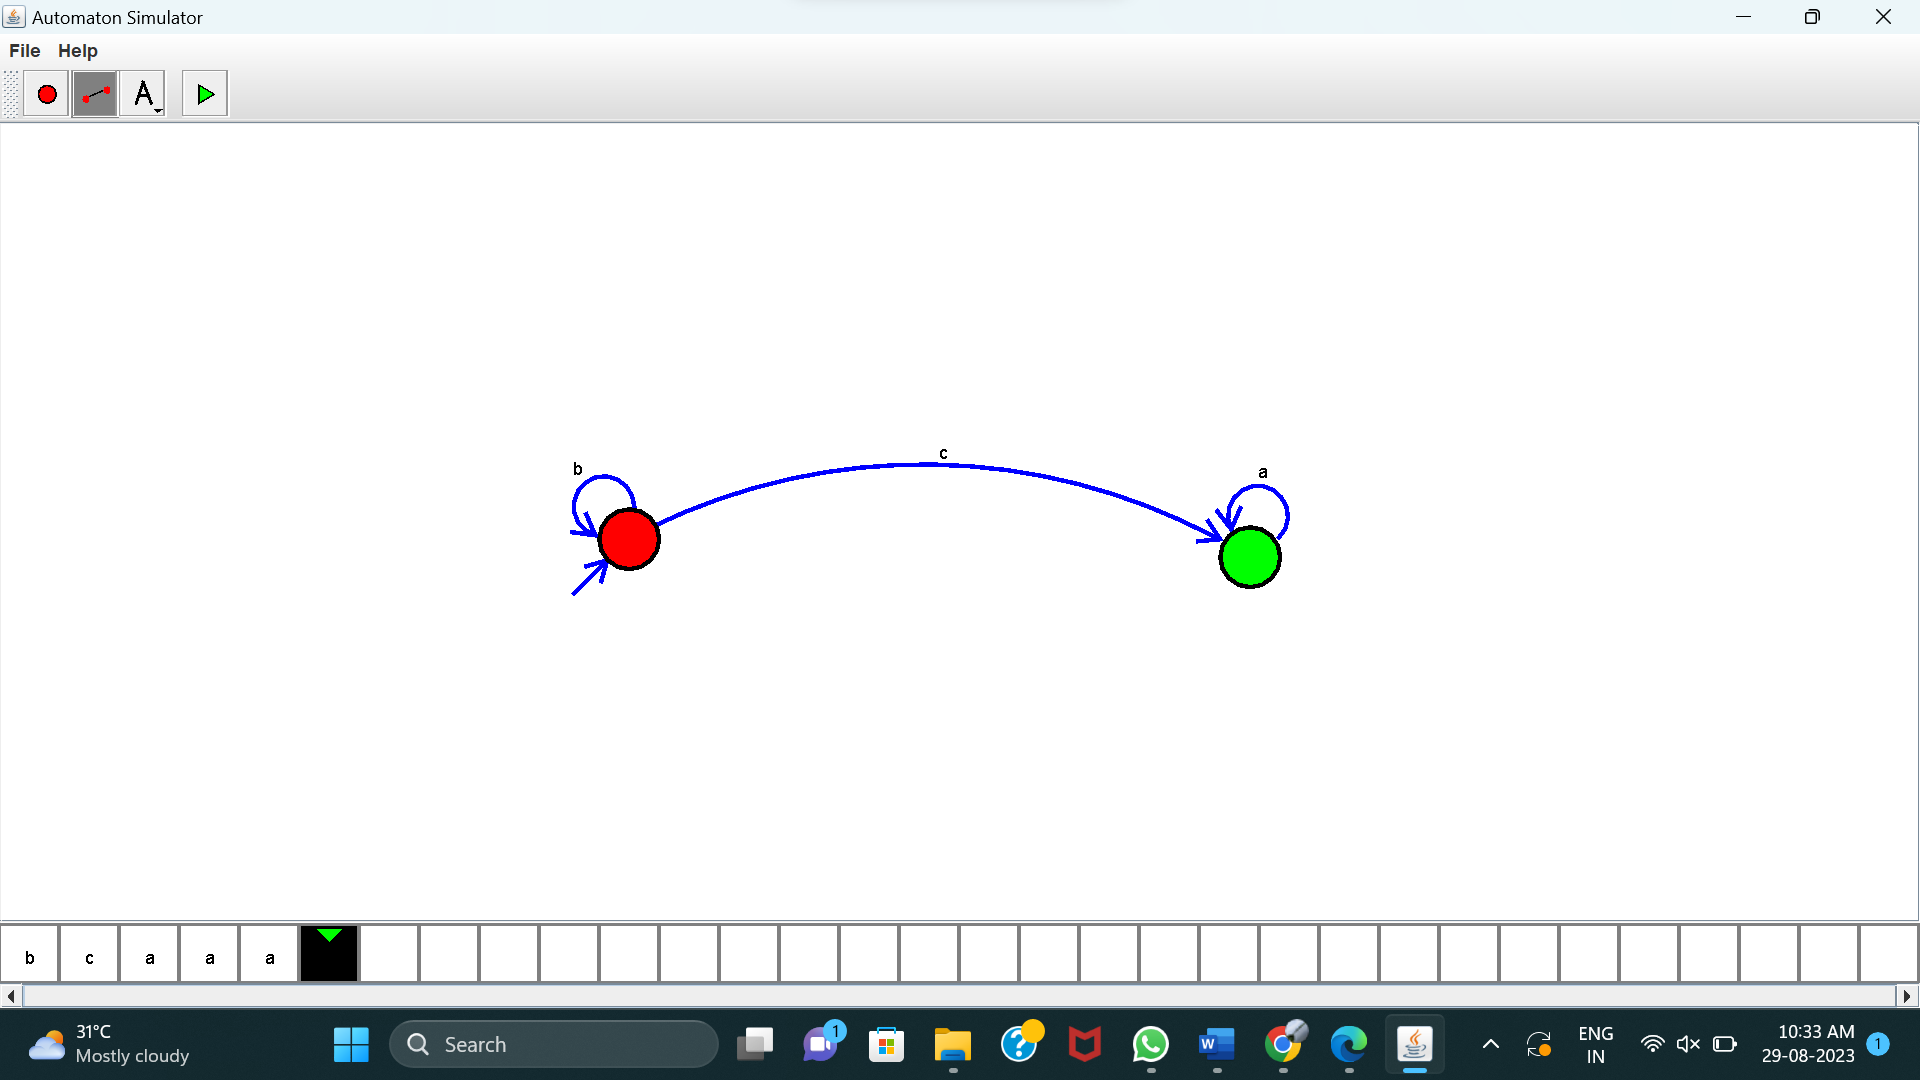 Automaton Simulator
File Help
A
b
c
a
b c a a a
31°C
Mostly cloudy
Search
1
ENG
IN
10:33 AM
29-08-2023
1